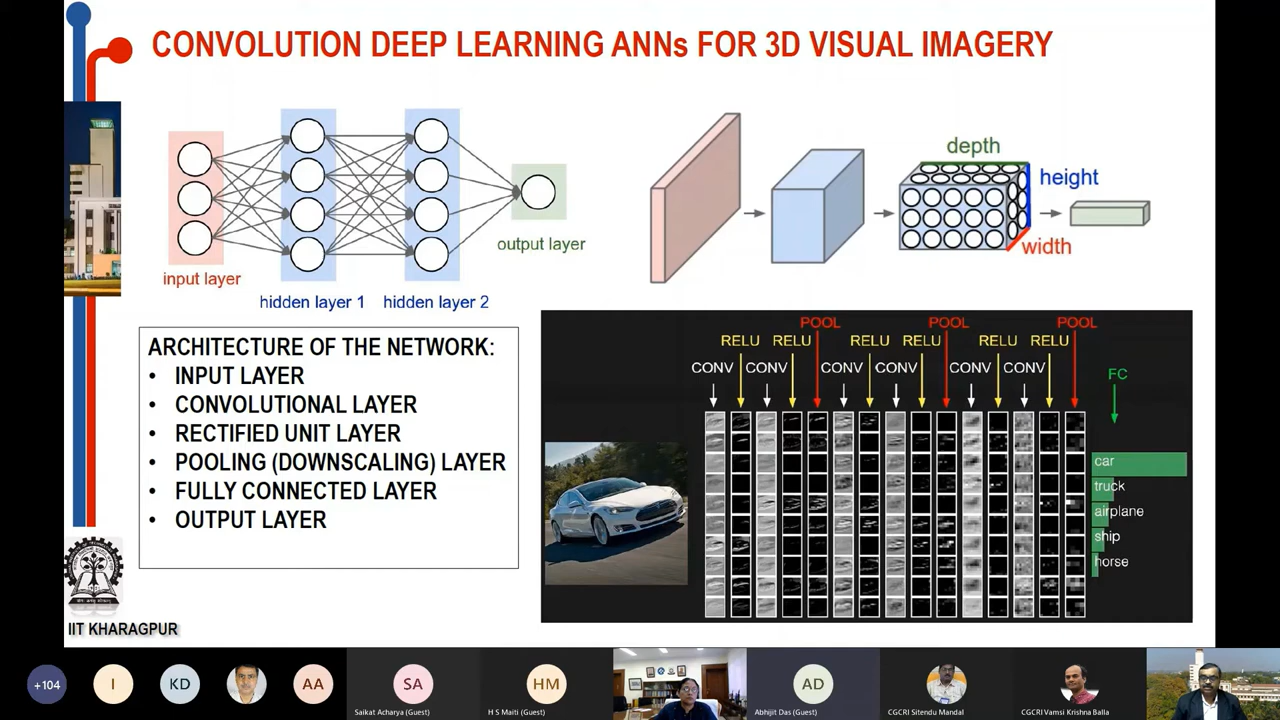 CONVOLUTION DEEP LEARNING ANNs FOR 3D VISUAL IMAGERY
input layer
hidden layer 1
hidden layer 2
output layer
depth
height
width
ARCHITECTURE OF THE NETWORK:
• INPUT LAYER
• CONVOLUTIONAL LAYER
• RECTIFIED UNIT LAYER
• POOLING (DOWNSCALING) LAYER
• FULLY CONNECTED LAYER
• OUTPUT LAYER
POOL POOL POOL
RELU RELU RELU RELU RELU RELU
CONV CONV CONV CONV CONV CONV
FC
car
truck
airplane
ship
horse
IIT KHARAGPUR
+104 I KD AA SA HM AD
Saikat Acharya (Guest) H S Maiti (Guest) Abhijit Das (Guest) CGCRI Sitendu Mandal CGCRI Vamsi Krishna Balla